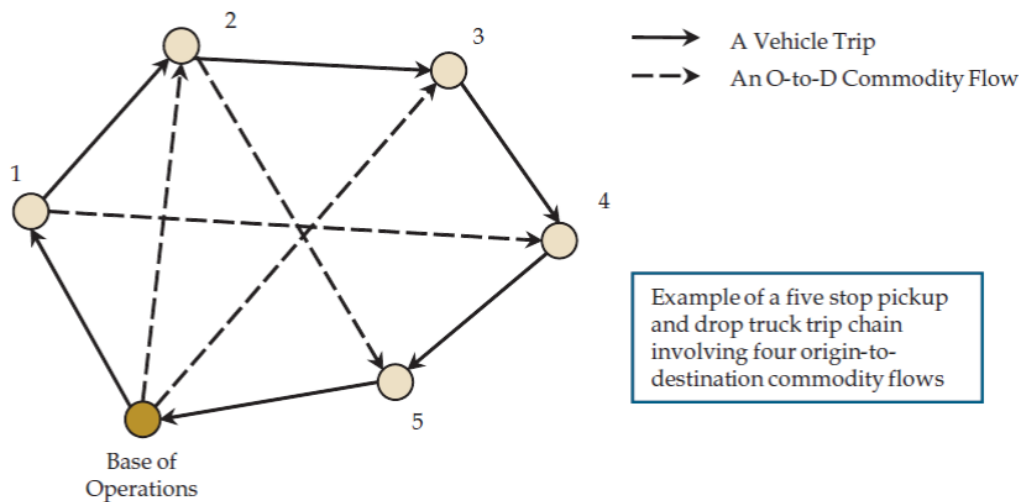 2
3
A Vehicle Trip
An O-to-D Commodity Flow
1
4
Example of a five stop pickup
and drop truck trip chain
involving four origin-to-
destination commodity flows
5
Base of
Operations